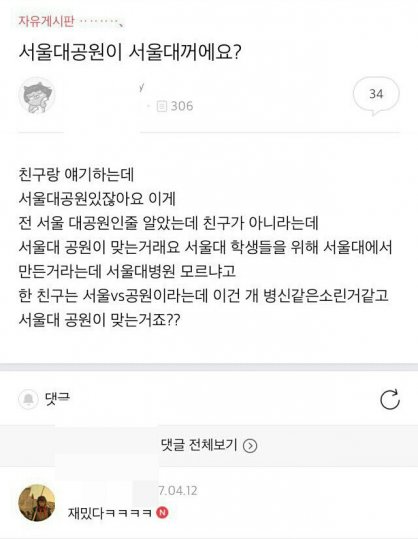 자유게시판
서울대공원이 서울대꺼에요?
306
34
친구랑 얘기하는데
서울대공원있잖아요 이게
전 서울 대공원인줄 알았는데 친구가 아니라는데
서울대 공원이 맞는거래요 서울대 학생들을 위해 서울대에서
만든거라는데 서울대병원 모르냐고
한 친구는 서울vs공원이라는데 이건 개 병신같은소린거같고
서울대 공원이 맞는거죠??
댓글
댓글 전체보기
7.04.12
재밌다ㅋㅋㅋㅋ N